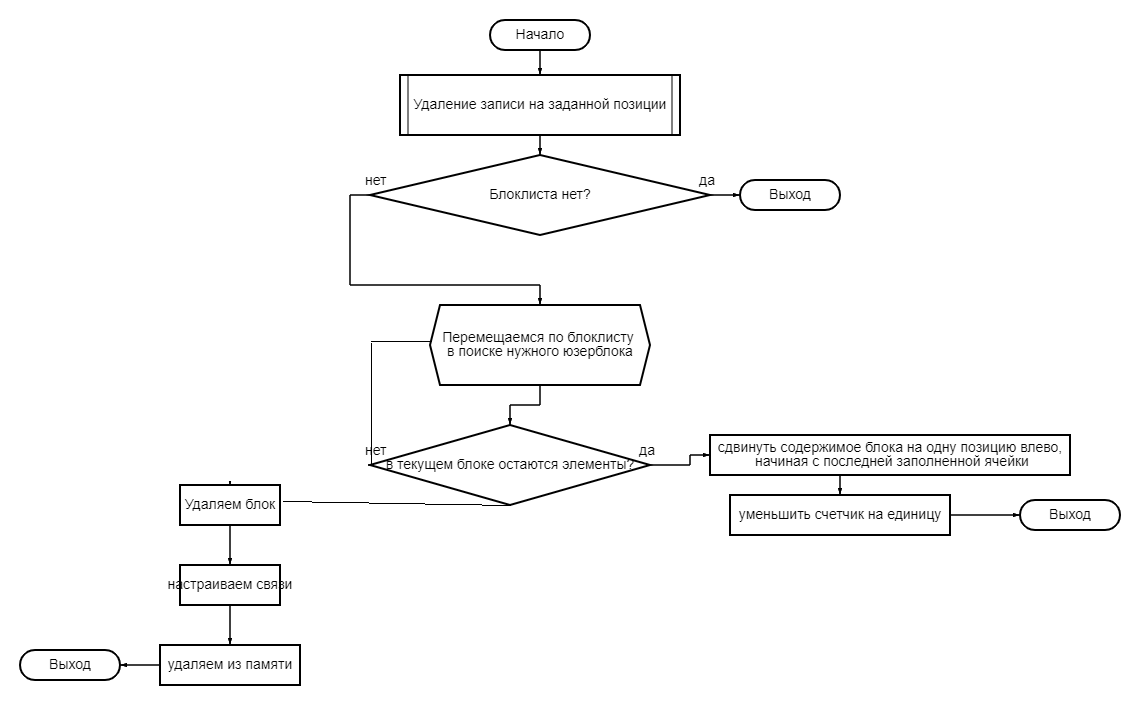 Начало
Удаление записи на заданной позиции
нет
да
Блоклиста нет?
Выход
Перемещаемся по блоклисту
в поиске нужного юзерблока
нет
да
в текущем блоке остаются элементы?
сдвинуть содержимое блока на одну позицию влево,
начиная с последней заполненной ячейки
Удаляем блок
уменьшить счетчик на единицу
Выход
настраиваем связи
Выход
удаляем из памяти